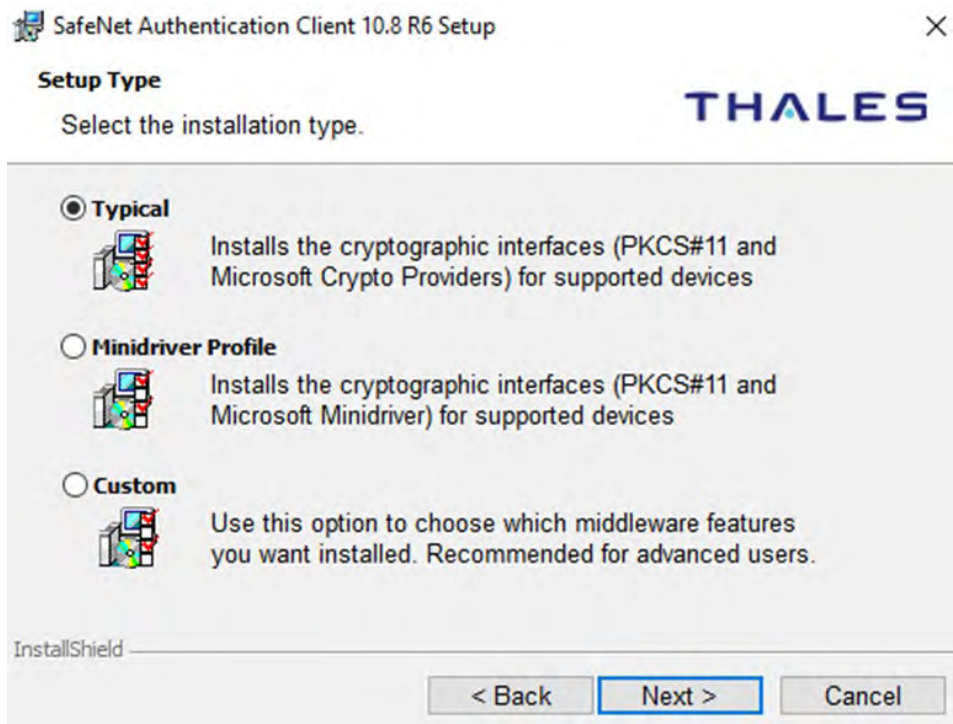 SafeNet Authentication Client 10.8 R6 Setup
Setup Type
Select the installation type.
THALES
Typical
Installs the cryptographic interfaces (PKCS#11 and
Microsoft Crypto Providers) for supported devices
Minidriver Profile
Installs the cryptographic interfaces (PKCS#11 and
Microsoft Minidriver) for supported devices
Custom
Use this option to choose which middleware features
you want installed. Recommended for advanced users.
InstallShield
< Back
Next >
Cancel